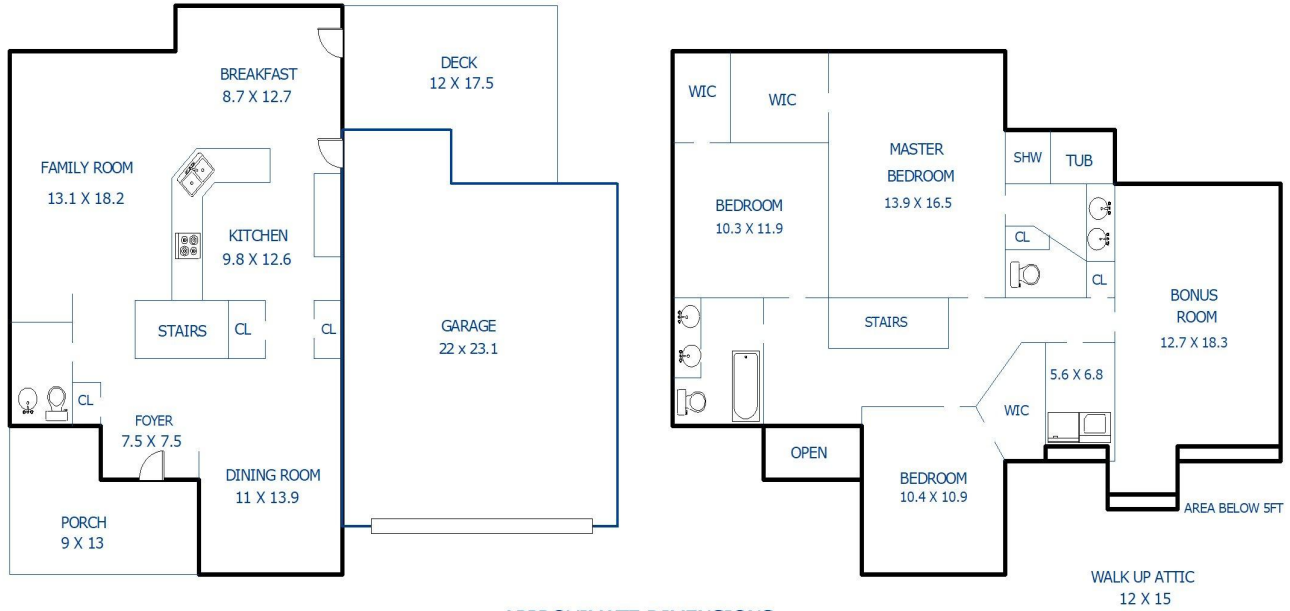 BREAKFAST
8.7 X 12.7
DECK
12 X 17.5
FAMILY ROOM
13.1 X 18.2
KITCHEN
9.8 X 12.6
STAIRS
CL
CL
GARAGE
22 x 23.1
CL
FOYER
7.5 X 7.5
DINING ROOM
11 X 13.9
PORCH
9 X 13
WIC
WIC
MASTER
BEDROOM
13.9 X 16.5
SHW
TUB
BEDROOM
10.3 X 11.9
CL
CL
BONUS
ROOM
12.7 X 18.3
STAIRS
5.6 X 6.8
WIC
OPEN
BEDROOM
10.4 X 10.9
AREA BELOW 5FT
WALK UP ATTIC
12 X 15